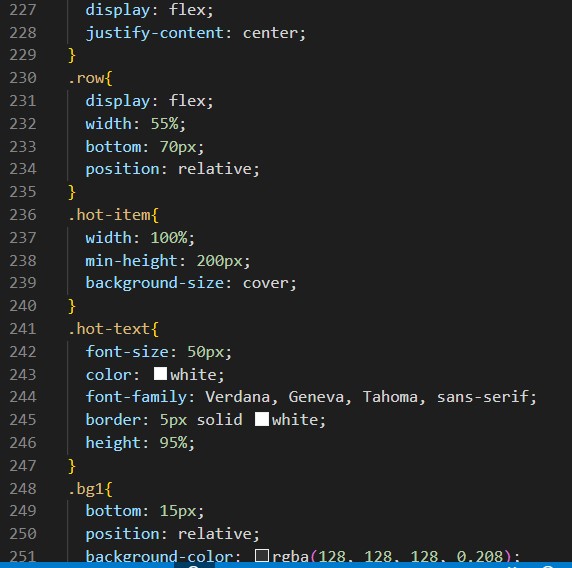 227 display: flex;
228 justify-content: center;
229 }
230 .row{
231 display: flex;
232 width: 55%;
233 bottom: 70px;
234 position: relative;
235 }
236 .hot-item{
237 width: 100%;
238 min-height: 200px;
239 background-size: cover;
240 }
241 .hot-text{
242 font-size: 50px;
243 color: white;
244 font-family: Verdana, Geneva, Tahoma, sans-serif;
245 border: 5px solid white;
246 height: 95%;
247 }
248 .bg1{
249 bottom: 15px;
250 position: relative;
251 background-color: rgba(128, 128, 128, 0.208);